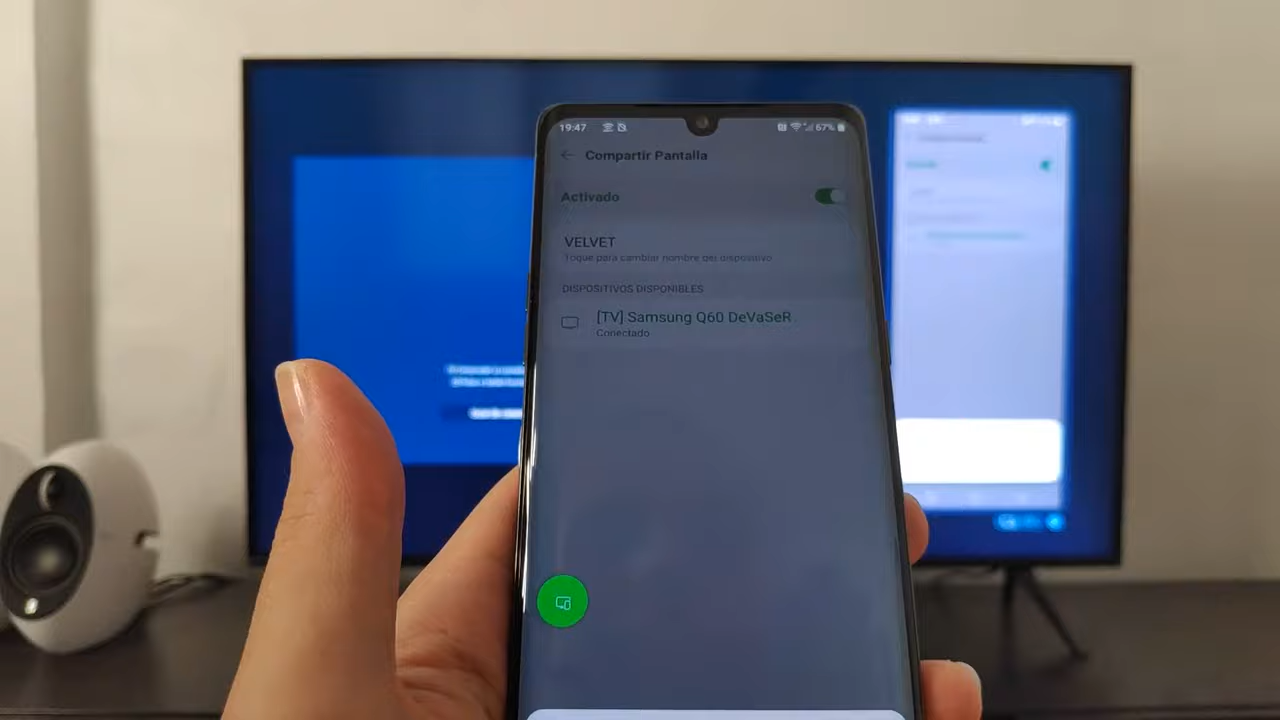 19:47
67%
Compartir Pantalla
Activado
VELVET
Toque para cambiar nombre del dispositivo
DISPOSITIVOS DISPONIBLES
[TV] Samsung Q60 DeVaSeR
Conectado